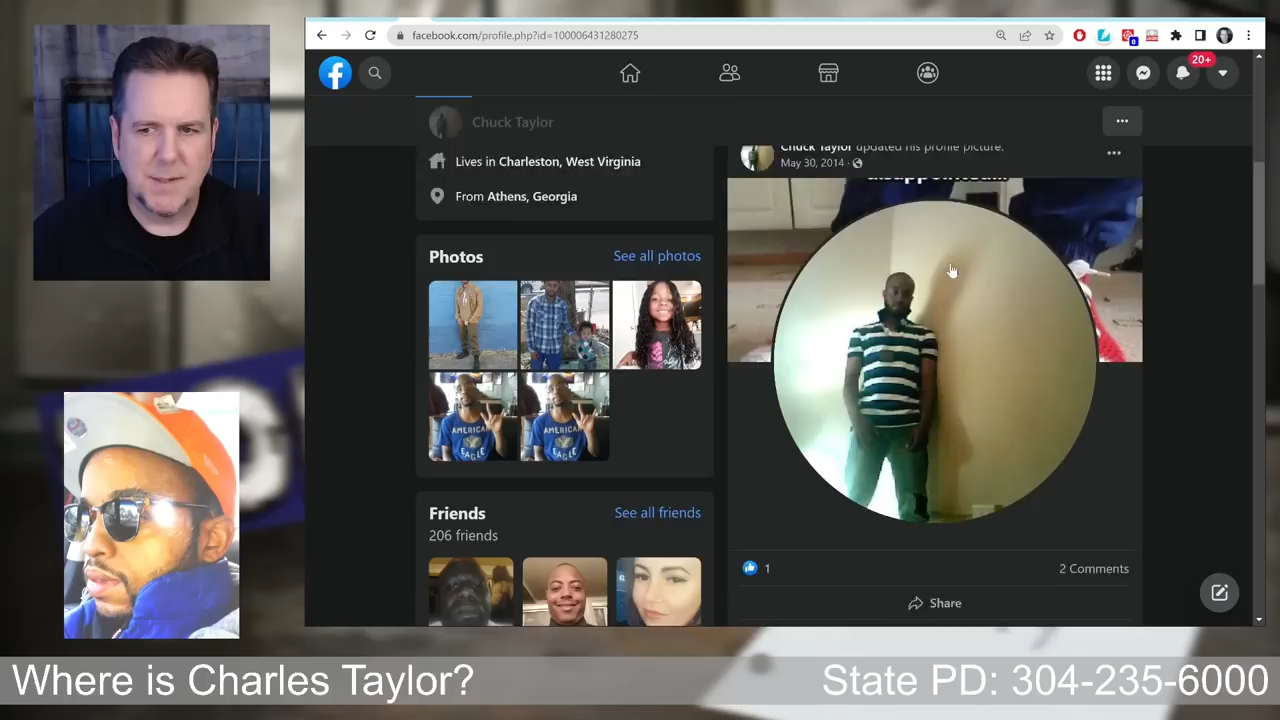 facebook.com/profile.php?id=100006431280275
20+
Chuck Taylor
Lives in Charleston, West Virginia
From Athens, Georgia
Chuck Taylor updated his profile picture.
May 30, 2014
disappointed...
Photos
See all photos
AMERICAN
EAGLE
AMERICAN
EAGLE
Friends
See all friends
206 friends
1
2 Comments
Share
Where is Charles Taylor?
State PD: 304-235-6000